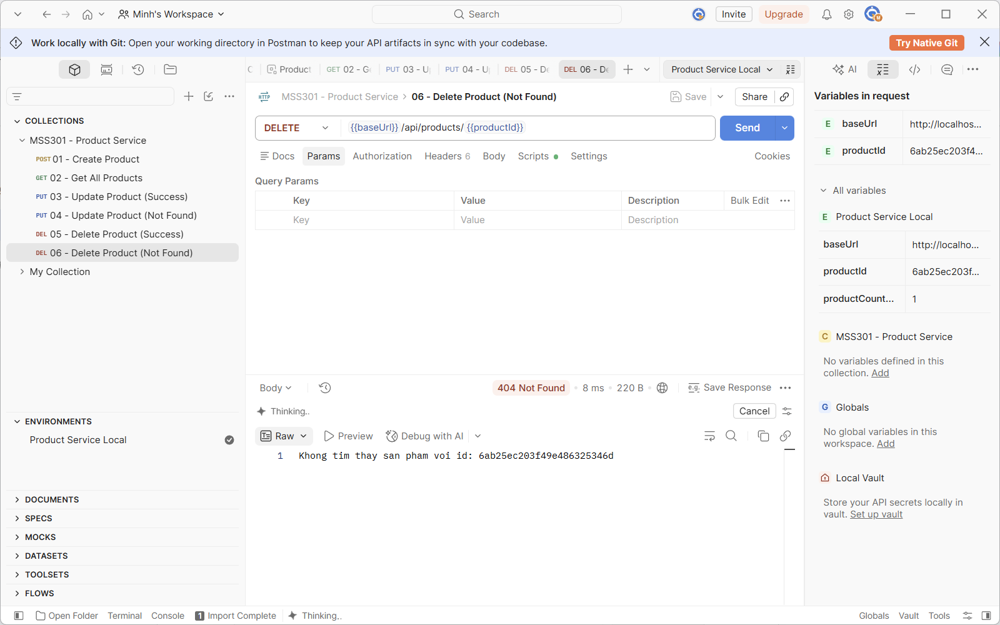 Minh's Workspace
Search
Invite
Upgrade
Work locally with Git: Open your working directory in Postman to keep your API artifacts in sync with your codebase.
Try Native Git
Product
GET 02 - Ge
PUT 03 - Up
PUT 04 - Up
DEL 05 - De
DEL 06 - De
Product Service Local
AI
HTTP MSS301 - Product Service > 06 - Delete Product (Not Found)
Save
Share
COLLECTIONS
MSS301 - Product Service
POST 01 - Create Product
GET 02 - Get All Products
PUT 03 - Update Product (Success)
PUT 04 - Update Product (Not Found)
DEL 05 - Delete Product (Success)
DEL 06 - Delete Product (Not Found)
My Collection
ENVIRONMENTS
Product Service Local
DOCUMENTS
SPECS
MOCKS
DATASETS
TOOLSETS
FLOWS
DELETE
{{baseUrl}} /api/products/ {{productId}}
Send
Docs
Params
Authorization
Headers 6
Body
Scripts
Settings
Cookies
Query Params
Key
Value
Description
Bulk Edit
Key
Value
Description
Body
404 Not Found
8 ms
220 B
e.g. Save Response
Thinking..
Cancel
Raw
Preview
Debug with AI
1 Khong tim thay san pham voi id: 6ab25ec203f49e486325346d
Variables in request
E baseUrl http://localhos...
E productId 6ab25ec203f4...
All variables
E Product Service Local
baseUrl http://localho...
productId 6ab25ec203f...
productCount... 1
C MSS301 - Product Service
No variables defined in this
collection. Add
G Globals
No global variables in this
workspace. Add
Local Vault
Store your API secrets locally in
vault. Set up vault
Open Folder
Terminal
Console
1 Import Complete
Thinking..
Globals
Vault
Tools